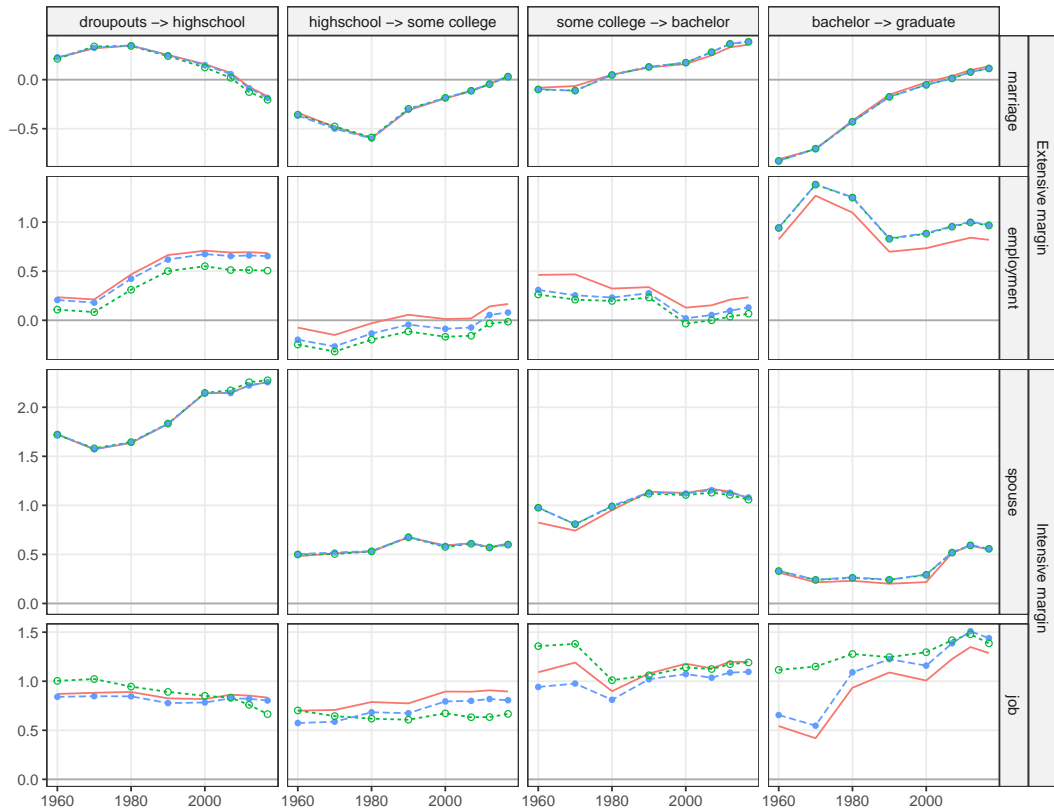 droupouts −> highschool
highschool −> some college
some college −> bachelor
bachelor −> graduate
0.0
−0.5
marriage
1.0
0.5
0.0
employment
Extensive margin
2.0
1.5
1.0
0.5
0.0
spouse
1.5
1.0
0.5
0.0
job
Intensive margin
1960 1980 2000 1960 1980 2000 1960 1980 2000 1960 1980 2000